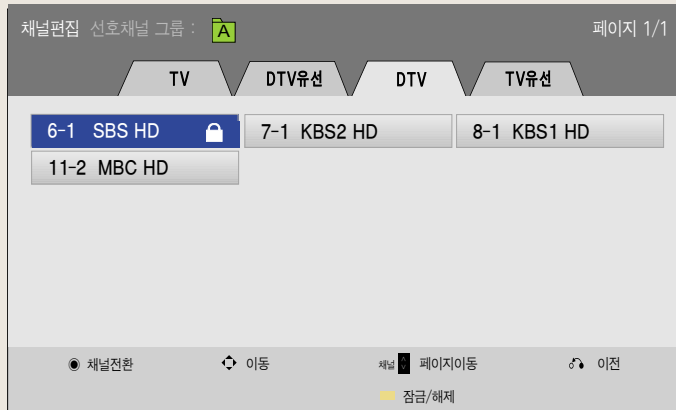 채널편집 선호채널 그룹 : A 페이지 1/1
TV DTV유선 DTV TV유선
6-1 SBS HD 7-1 KBS2 HD 8-1 KBS1 HD
11-2 MBC HD
채널전환 이동 채널 페이지이동 이전
잠금/해제